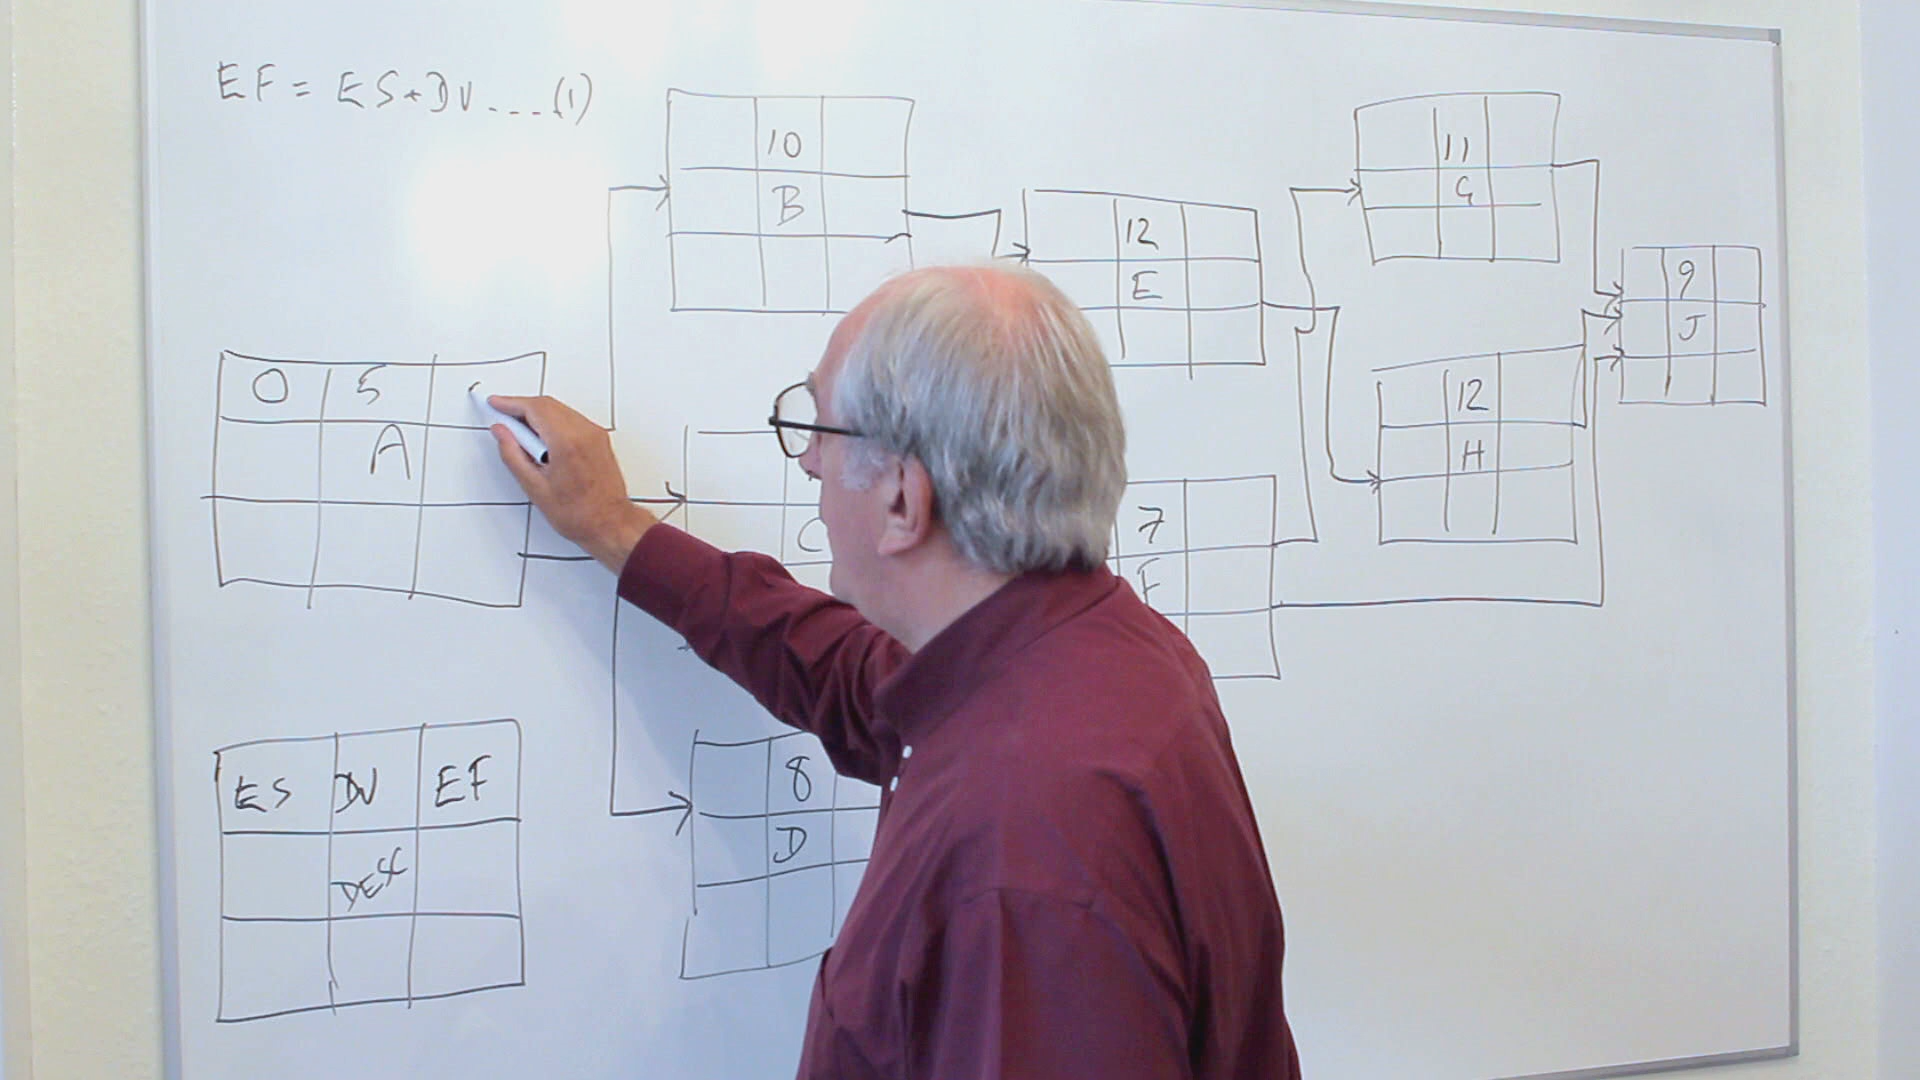 EF = ES+DU ---(1)
10
B
12
E
11
G
9
J
0 5
A
12
H
C
7
F
8
D
ES DU EF
DESC